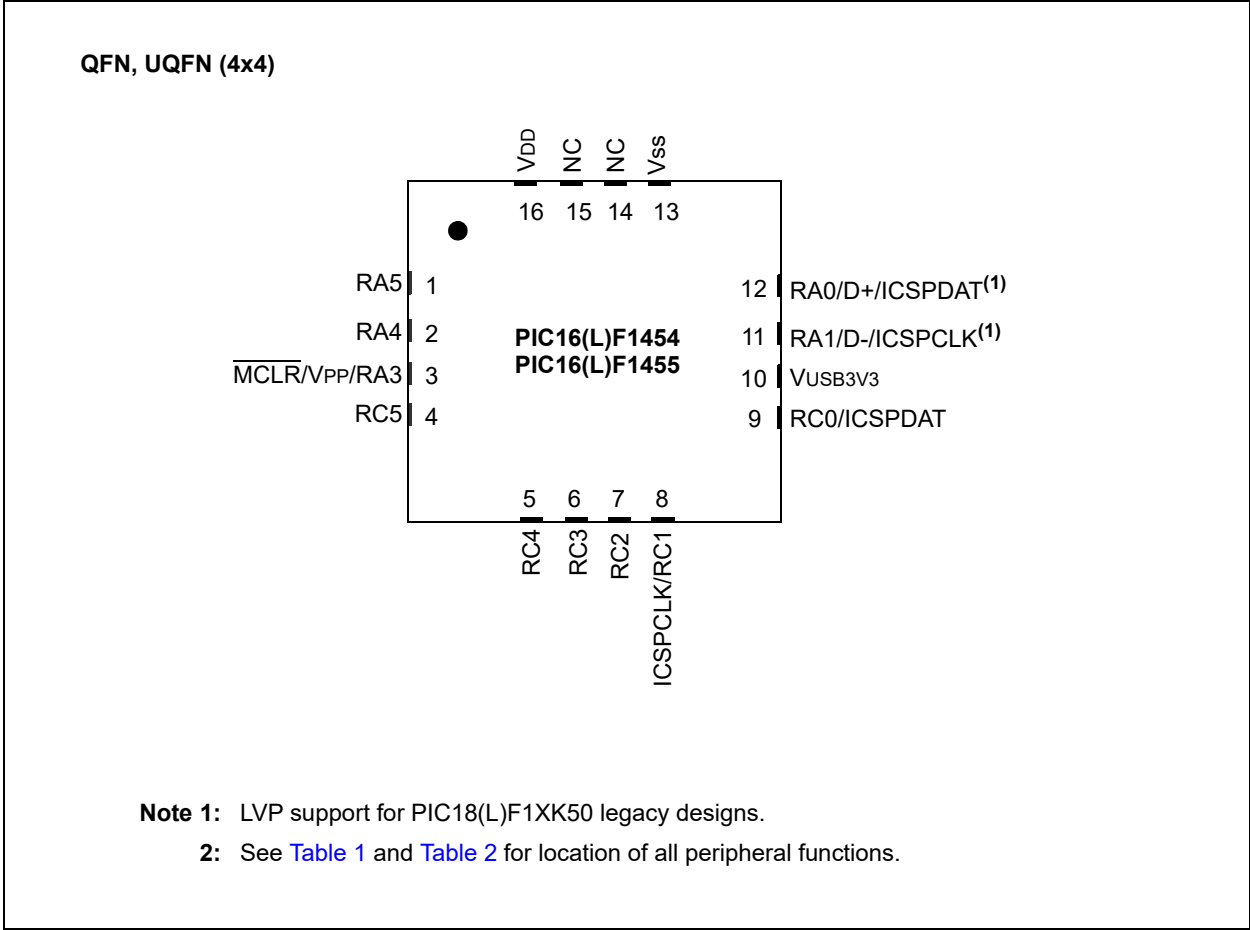 QFN, UQFN (4x4)
VDD
NC
NC
Vss
16 15 14 13
RA5 1
RA4 2
MCLR/VPP/RA3 3
RC5 4
PIC16(L)F1454
PIC16(L)F1455
12 RA0/D+/ICSPDAT(1)
11 RA1/D-/ICSPCLK(1)
10 VUSB3V3
9 RC0/ICSPDAT
5 6 7 8
RC4
RC3
RC2
ICSPCLK/RC1
Note 1: LVP support for PIC18(L)F1XK50 legacy designs.
2: See Table 1 and Table 2 for location of all peripheral functions.